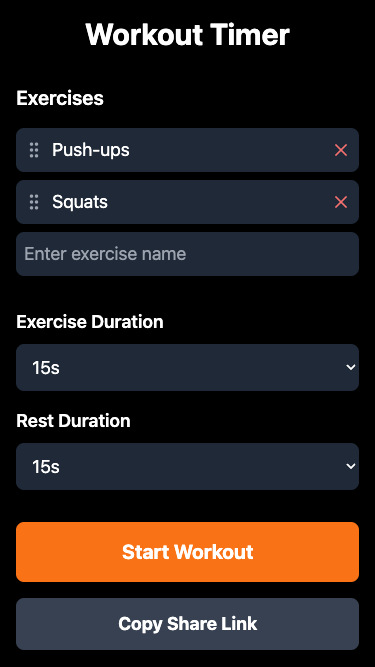 Workout Timer
Exercises
Push-ups
Squats
Enter exercise name
Exercise Duration
15s
Rest Duration
15s
Start Workout
Copy Share Link